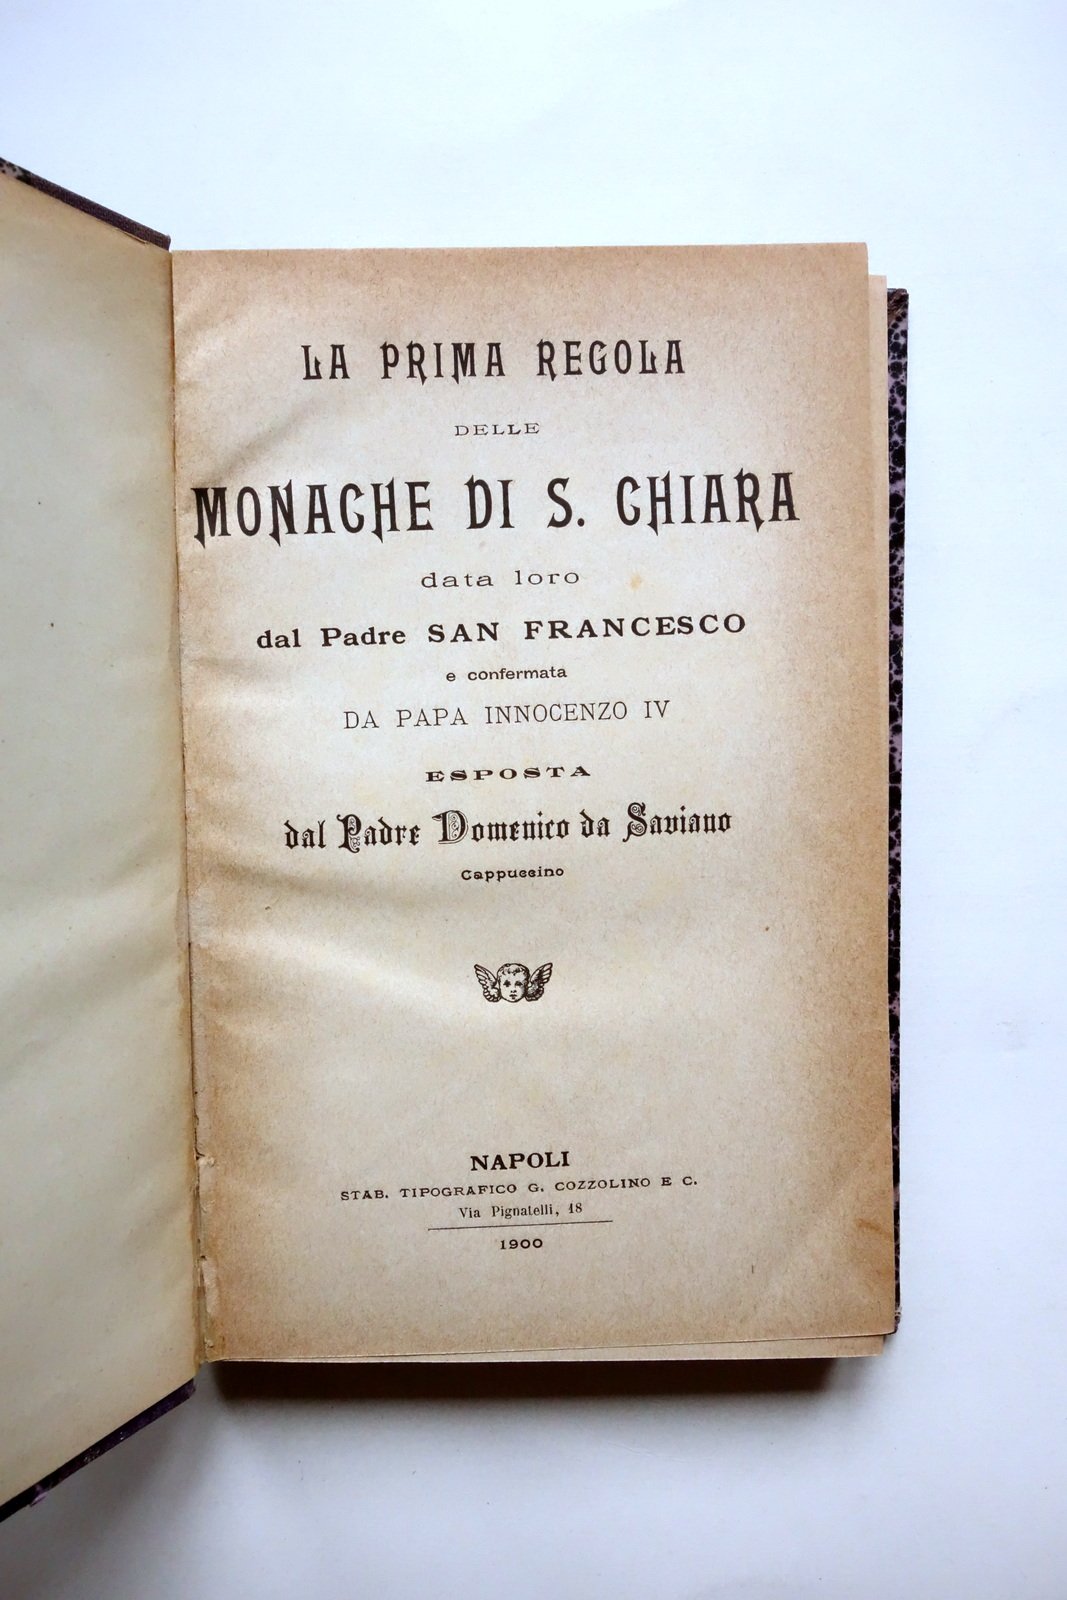 LA PRIMA REGOLA
DELLE
MONACHE DI S. CHIARA
data loro
dal Padre SAN FRANCESCO
e confermata
DA PAPA INNOCENZO IV
ESPOSTA
dal Padre Domenico da Saviano
Cappuccino
NAPOLI
STAB. TIPOGRAFICO G. COZZOLINO E C.
Via Pignatelli, 18
1900